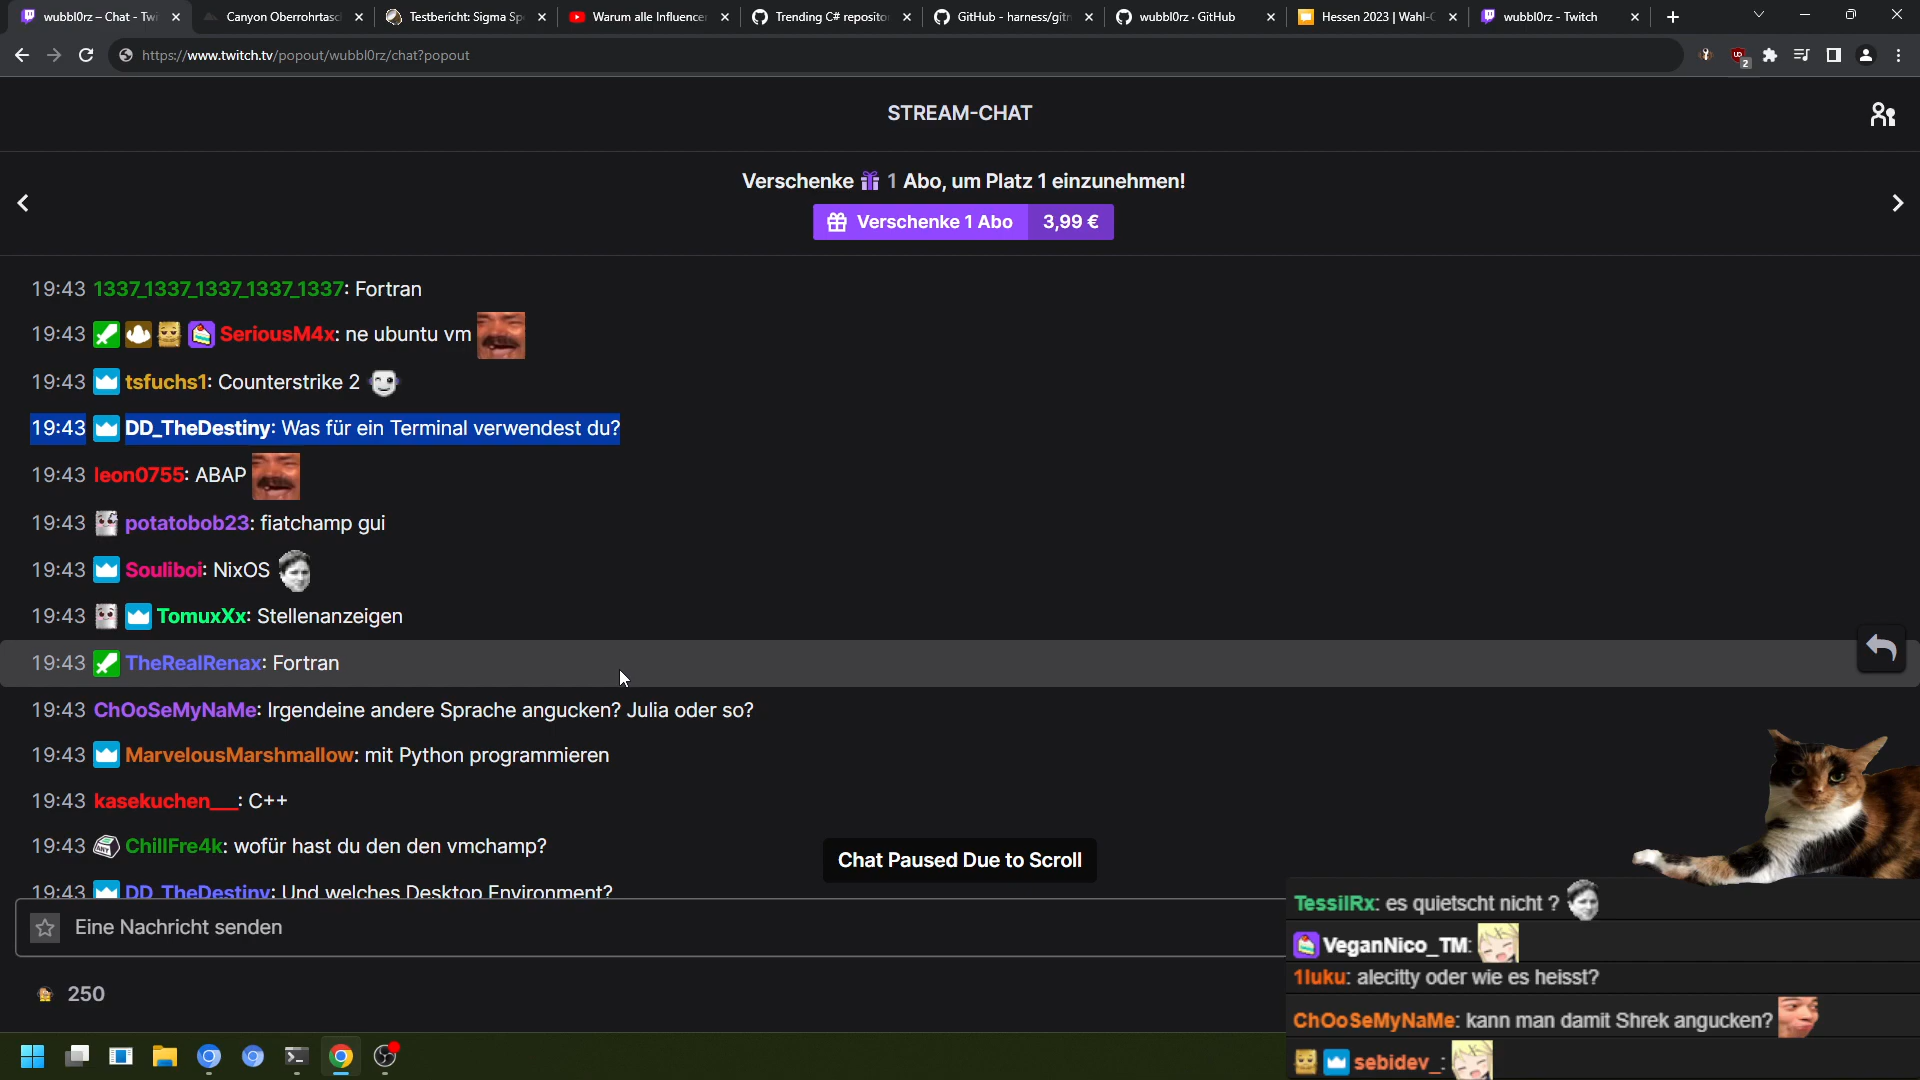 wubbl0rz – Chat - Twi
Canyon Oberrohrtasc
Testbericht: Sigma Sp
Warum alle Influence
Trending C# reposito
GitHub - harness/gitn
wubbl0rz · GitHub
Hessen 2023 | Wahl-O
wubbl0rz - Twitch
https://www.twitch.tv/popout/wubbl0rz/chat?popout
2
STREAM-CHAT
Verschenke 1 Abo, um Platz 1 einzunehmen!
Verschenke 1 Abo 3,99 €
19:43 1337_1337_1337_1337_1337: Fortran
19:43 SeriousM4x: ne ubuntu vm
19:43 tsfuchs1: Counterstrike 2
19:43 DD_TheDestiny: Was für ein Terminal verwendest du?
19:43 leon0755: ABAP
19:43 potatobob23: fiatchamp gui
19:43 Souliboi: NixOS
19:43 TomuxXx: Stellenanzeigen
19:43 TheRealRenax: Fortran
19:43 ChOoSeMyNaMe: Irgendeine andere Sprache angucken? Julia oder so?
19:43 MarvelousMarshmallow: mit Python programmieren
19:43 kasekuchen___: C++
19:43 ChillFre4k: wofür hast du den den vmchamp?
19:43 DD_TheDestiny: Und welches Desktop Environment?
Chat Paused Due to Scroll
Eine Nachricht senden
250
TessilRx: es quietscht nicht ?
VeganNico_TM:
1luku: alecitty oder wie es heisst?
ChOoSeMyNaMe: kann man damit Shrek angucken?
sebidev_: